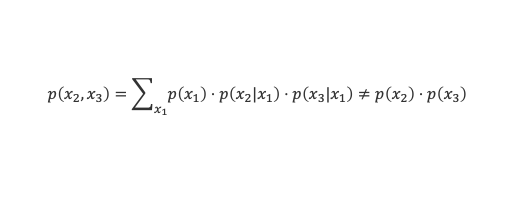 p(x₂, x₃) = ∑ₓ₁ p(x₁) · p(x₂|x₁) · p(x₃|x₁) ≠ p(x₂) · p(x₃)